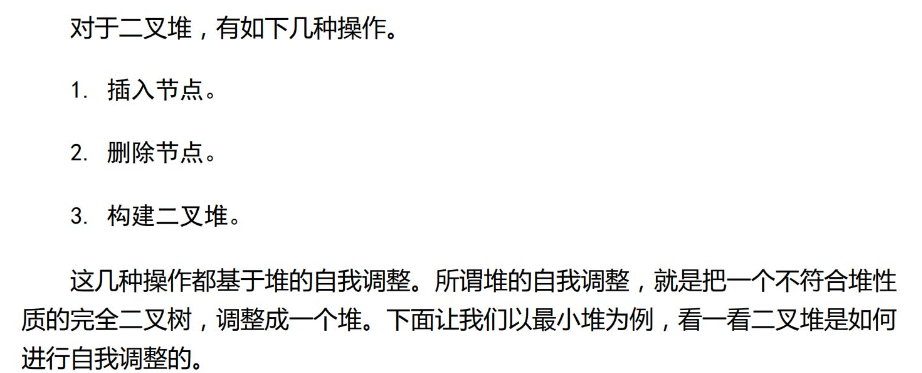 对于二叉堆，有如下几种操作。
1. 插入节点。
2. 删除节点。
3. 构建二叉堆。
这几种操作都基于堆的自我调整。所谓堆的自我调整，就是把一个不符合堆性
质的完全二叉树，调整成一个堆。下面让我们以最小堆为例，看一看二叉堆是如何
进行自我调整的。